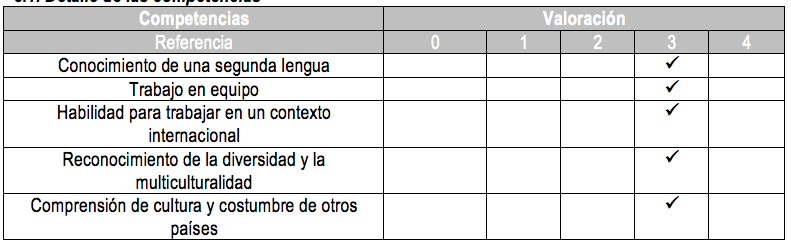 3.1. Detalle de las competencias
Competencias Valoración
Referencia 0 1 2 3 4
Conocimiento de una segunda lengua ✓
Trabajo en equipo ✓
Habilidad para trabajar en un contexto
internacional ✓
Reconocimiento de la diversidad y la
multiculturalidad ✓
Comprensión de cultura y costumbre de otros
países ✓